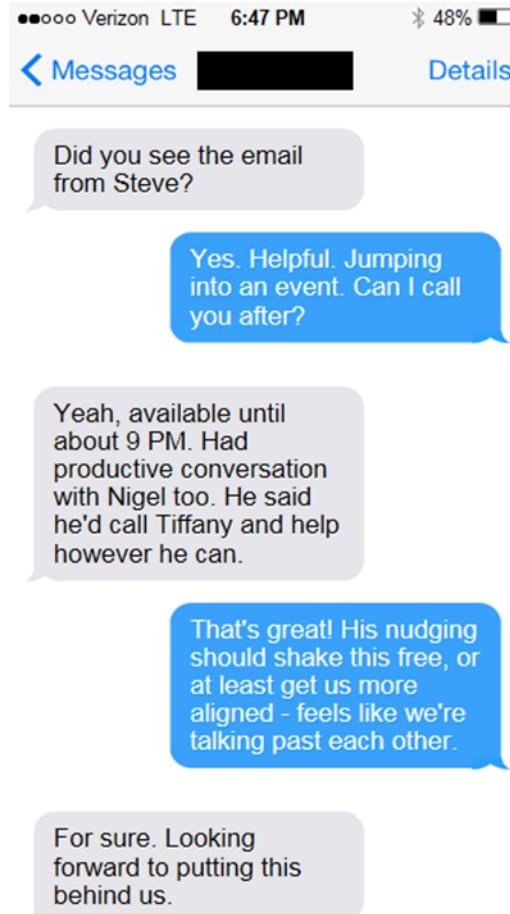 Verizon LTE 6:47 PM 48%
Messages Details
Did you see the email
from Steve?
Yes. Helpful. Jumping
into an event. Can I call
you after?
Yeah, available until
about 9 PM. Had
productive conversation
with Nigel too. He said
he'd call Tiffany and help
however he can.
That's great! His nudging
should shake this free, or
at least get us more
aligned - feels like we're
talking past each other.
For sure. Looking
forward to putting this
behind us.